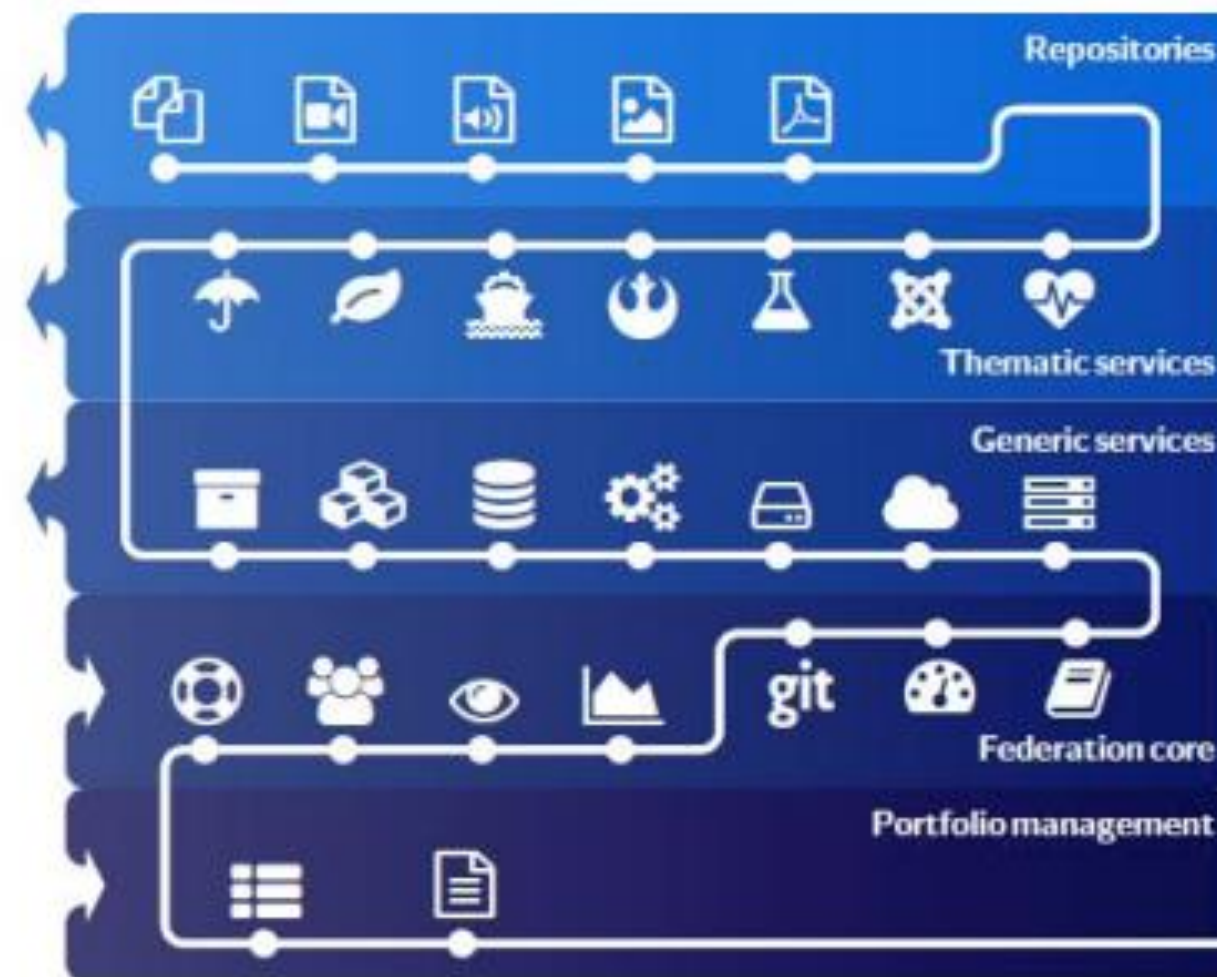 Repositories
Thematic services
Generic services
git
Federation core
Portfolio management